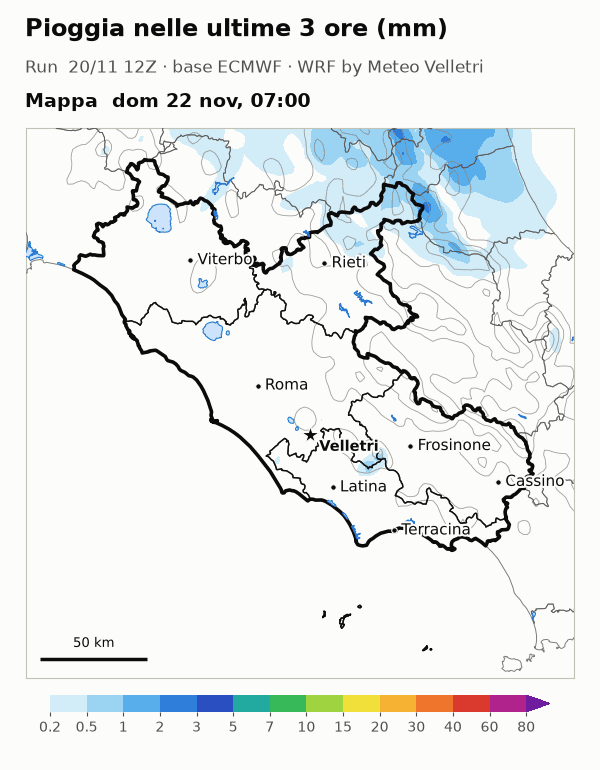 Pioggia nelle ultime 3 ore (mm)
Run  20/11 12Z · base ECMWF · WRF by Meteo Velletri
Mappa  dom 22 nov, 07:00
Viterbo
Rieti
Roma
Velletri
Frosinone
Latina
Cassino
Terracina
50 km
0.2 0.5 1 2 3 5 7 10 15 20 30 40 60 80